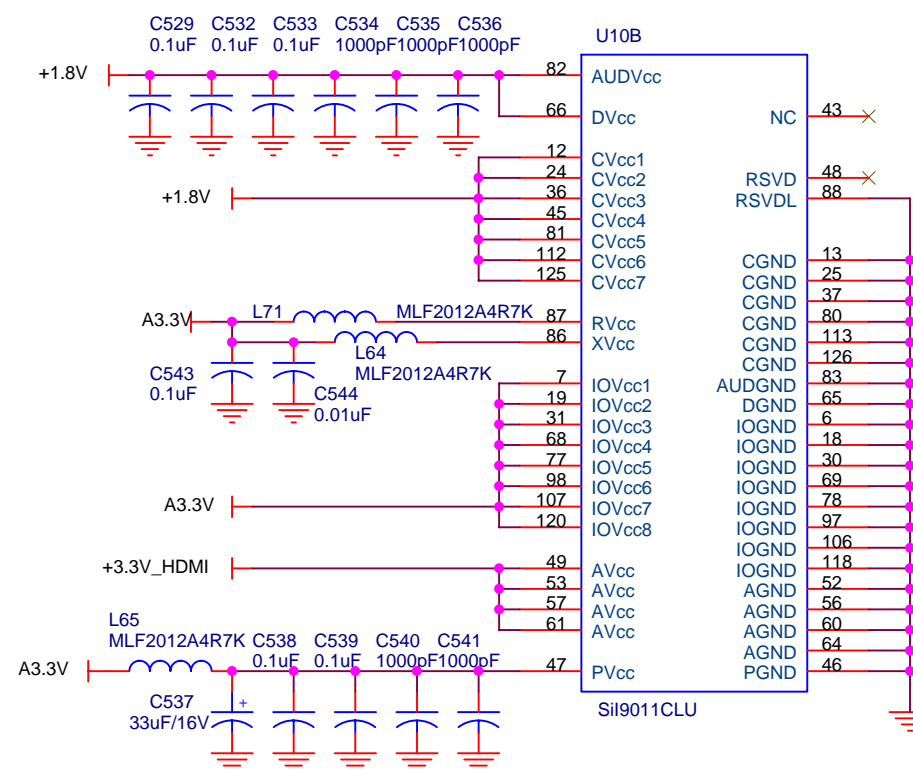 C529 C532 C533 C534 C535 C536
0.1uF 0.1uF 0.1uF 1000pF 1000pF 1000pF
U10B
+1.8V
82 AUDVcc
66 DVcc
NC 43
12 CVcc1
24 CVcc2
RSVD 48
+1.8V
36 CVcc3
RSVDL 88
45 CVcc4
81 CVcc5
112 CVcc6
CGND 13
125 CVcc7
CGND 25
CGND 37
A3.3V
L71
MLF2012A4R7K
87 RVcc
CGND 80
86 XVcc
CGND 113
L64
MLF2012A4R7K
CGND 126
C543
0.1uF
C544
0.01uF
7 IOVcc1
AUDGND 83
19 IOVcc2
DGND 65
31 IOVcc3
IOGND 6
68 IOVcc4
IOGND 18
77 IOVcc5
IOGND 30
98 IOVcc6
IOGND 69
A3.3V
107 IOVcc7
IOGND 78
120 IOVcc8
IOGND 97
IOGND 106
+3.3V_HDMI
49 AVcc
IOGND 118
53 AVcc
AGND 52
57 AVcc
AGND 56
61 AVcc
AGND 60
AGND 64
L65
MLF2012A4R7K
C538 C539 C540 C541
0.1uF 0.1uF 1000pF 1000pF
A3.3V
47 PVcc
PGND 46
C537
33uF/16V
+
SiI9011CLU